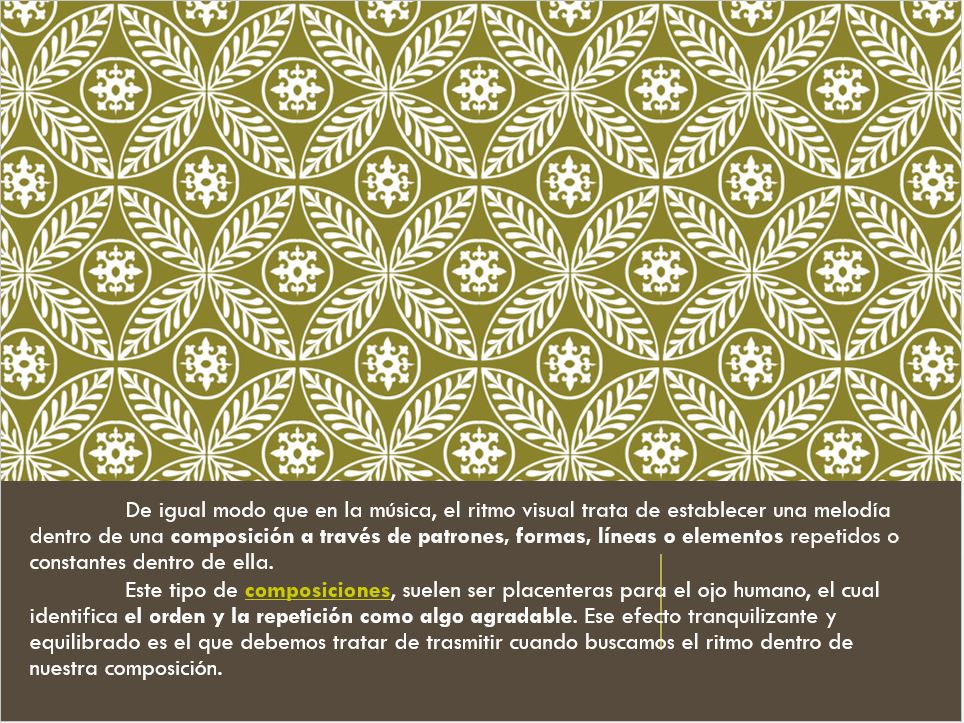 De igual modo que en la música, el ritmo visual trata de establecer una melodía
dentro de una composición a través de patrones, formas, líneas o elementos repetidos o
constantes dentro de ella.
Este tipo de composiciones, suelen ser placenteras para el ojo humano, el cual
identifica el orden y la repetición como algo agradable. Ese efecto tranquilizante y
equilibrado es el que debemos tratar de trasmitir cuando buscamos el ritmo dentro de
nuestra composición.